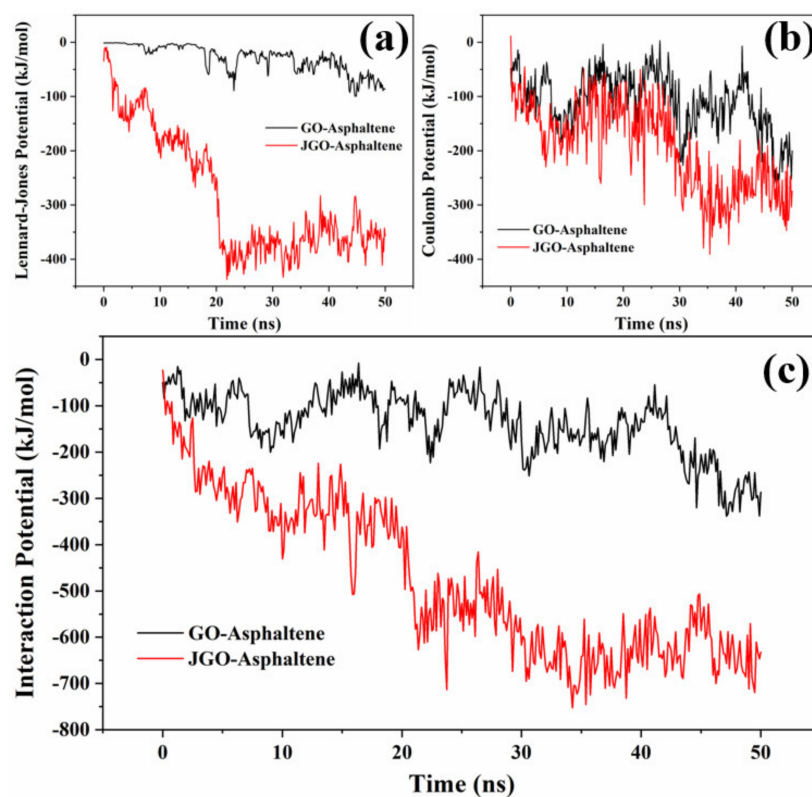 (a)
Lennard-Jones Potential (kJ/mol)
0
-100
-200
-300
-400
GO-Asphaltene
JGO-Asphaltene
0 10 20 30 40 50
Time (ns)
(b)
Coulomb Potential (kJ/mol)
0
-100
-200
-300
-400
GO-Asphaltene
JGO-Asphaltene
0 10 20 30 40 50
Time (ns)
(c)
Interaction Potential (kJ/mol)
0
-100
-200
-300
-400
-500
-600
-700
-800
GO-Asphaltene
JGO-Asphaltene
0 10 20 30 40 50
Time (ns)